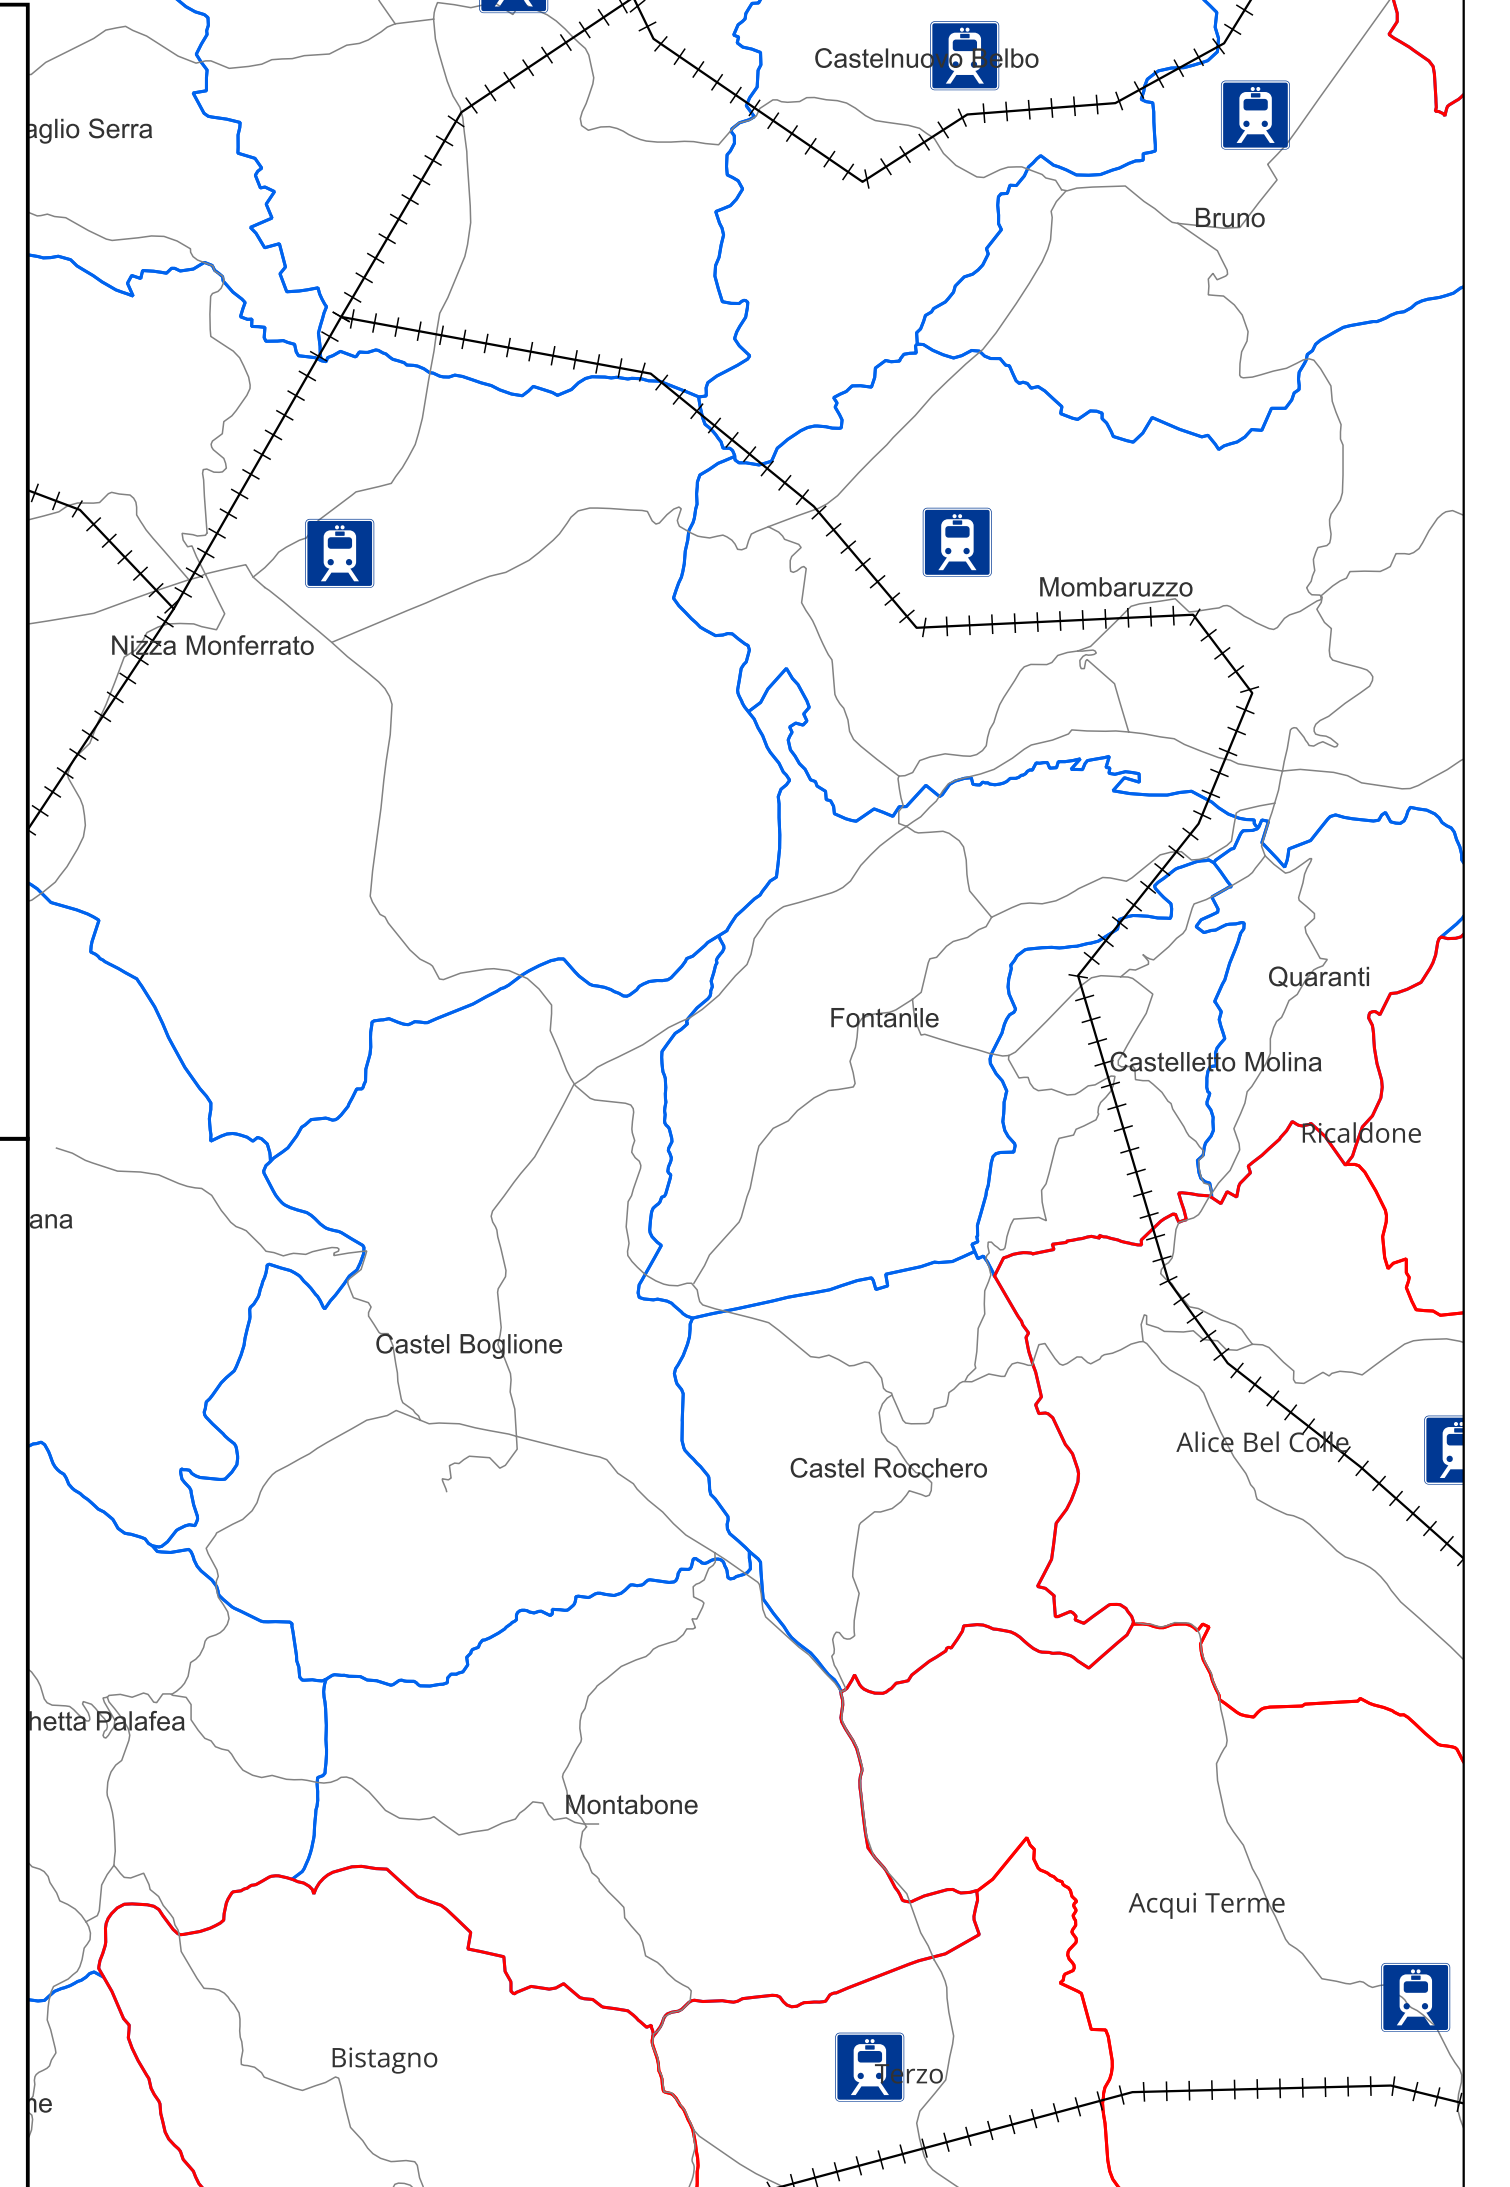 Castelnuovo Belbo
aglio Serra
Bruno
Mombaruzzo
Nizza Monferrato
Quaranti
Fontanile
Castelletto Molina
Ricaldone
ana
Castel Boglione
Alice Bel Colle
Castel Rocchero
hetta Palafea
Montabone
Acqui Terme
Bistagno
Terzo
ne